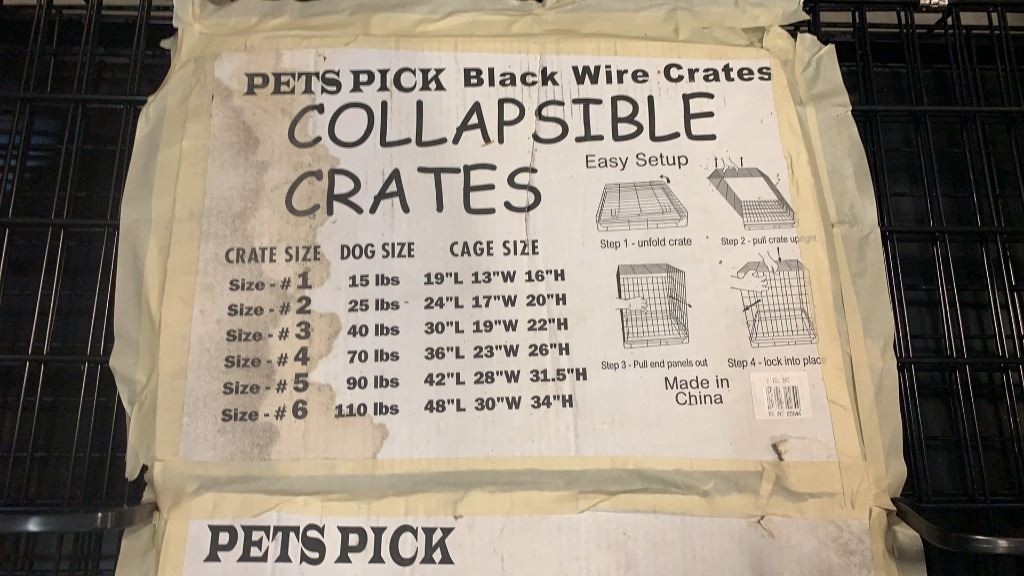 PETS PICK Black Wire Crates
COLLAPSIBLE
CRATES
Easy Setup
Step 1 - unfold crate
Step 2 - pull crate upright
Step 3 - Pull end panels out
Step 4 - lock into plac
CRATE SIZE DOG SIZE CAGE SIZE
Size - # 1 15 lbs 19"L 13"W 16"H
Size - # 2 25 lbs 24"L 17"W 20"H
Size - # 3 40 lbs 30"L 19"W 22"H
Size - # 4 70 lbs 36"L 23"W 26"H
Size - # 5 90 lbs 42"L 28"W 31.5"H
Size - # 6 110 lbs 48"L 30"W 34"H
Made in
China
PETS PICK